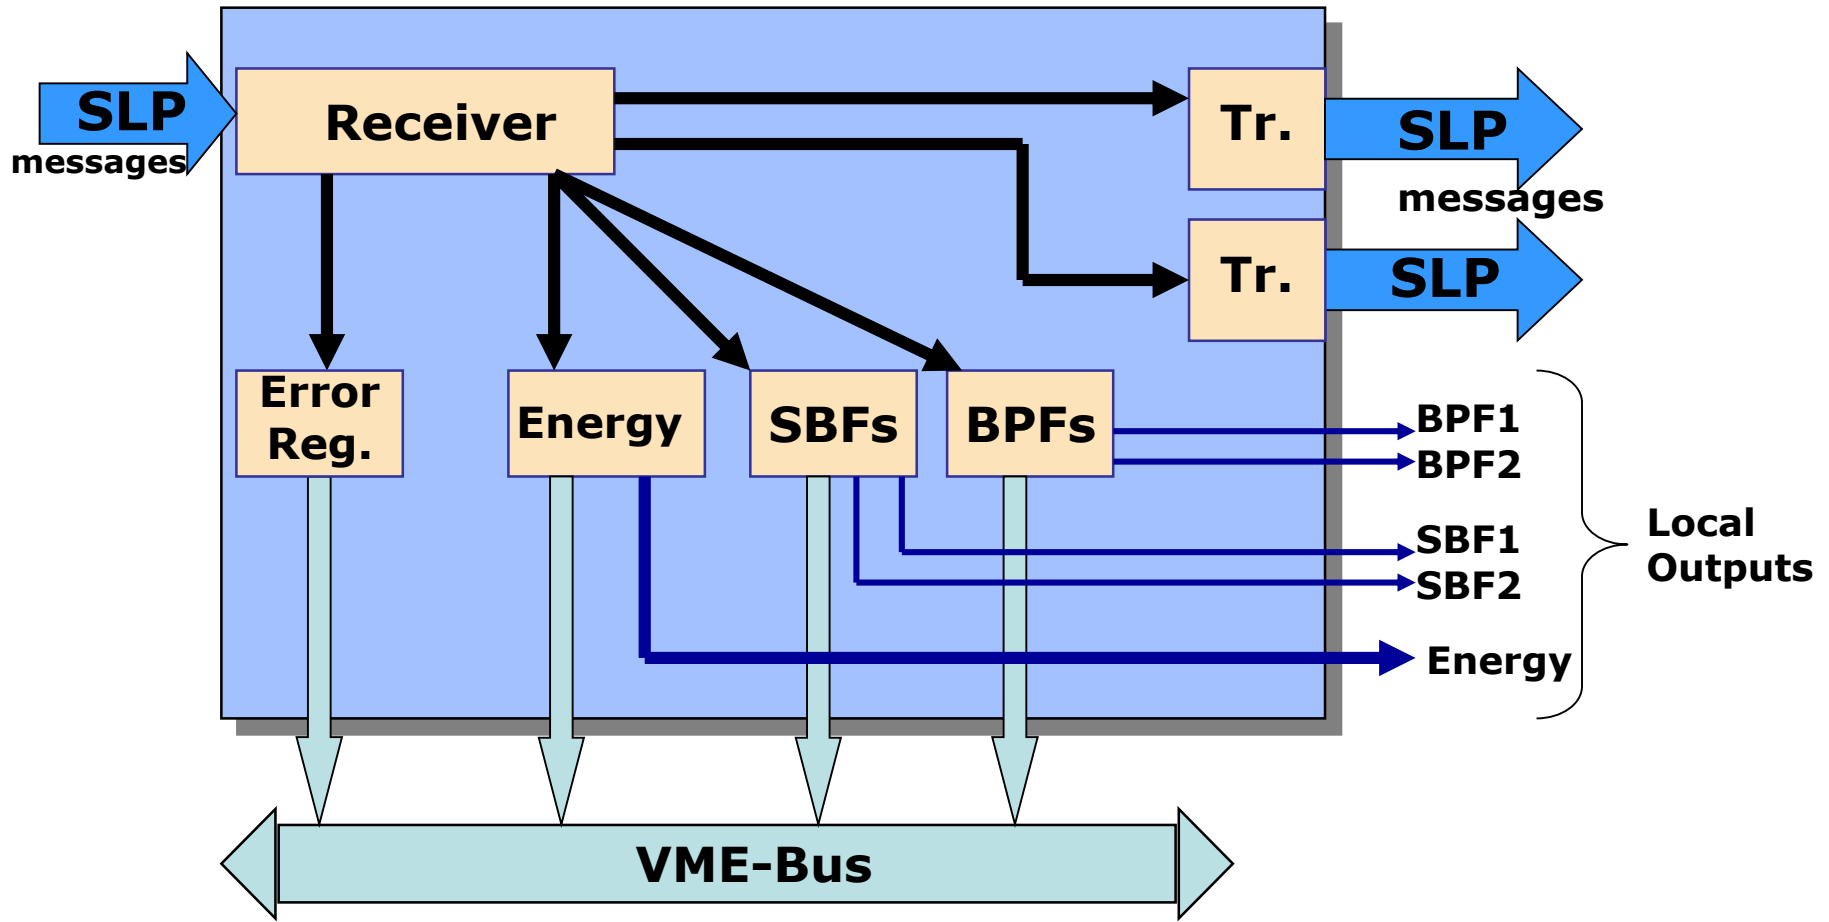 SLP
messages
Receiver
Tr.
SLP
messages
Tr.
SLP
Error
Reg.
Energy
SBFs
BPFs
BPF1
BPF2
SBF1
SBF2
Energy
Local
Outputs
VME-Bus